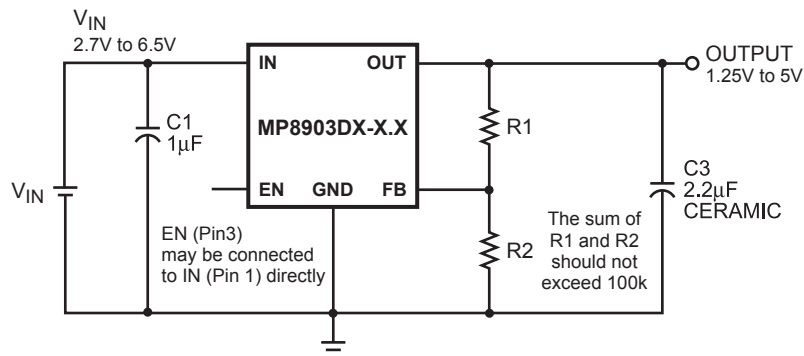 V_IN
2.7V to 6.5V
IN
OUT
OUTPUT
1.25V to 5V
MP8903DX-X.X
C1
1μF
R1
V_IN
EN
GND
FB
C3
2.2μF
CERAMIC
EN (Pin3)
may be connected
to IN (Pin 1) directly
R2
The sum of
R1 and R2
should not
exceed 100k